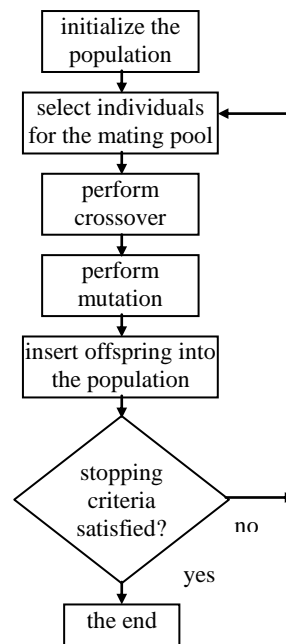 initialize the
population
select individuals
for the mating pool
perform
crossover
perform
mutation
insert offspring into
the population
stopping
criteria
satisfied?
no
yes
the end